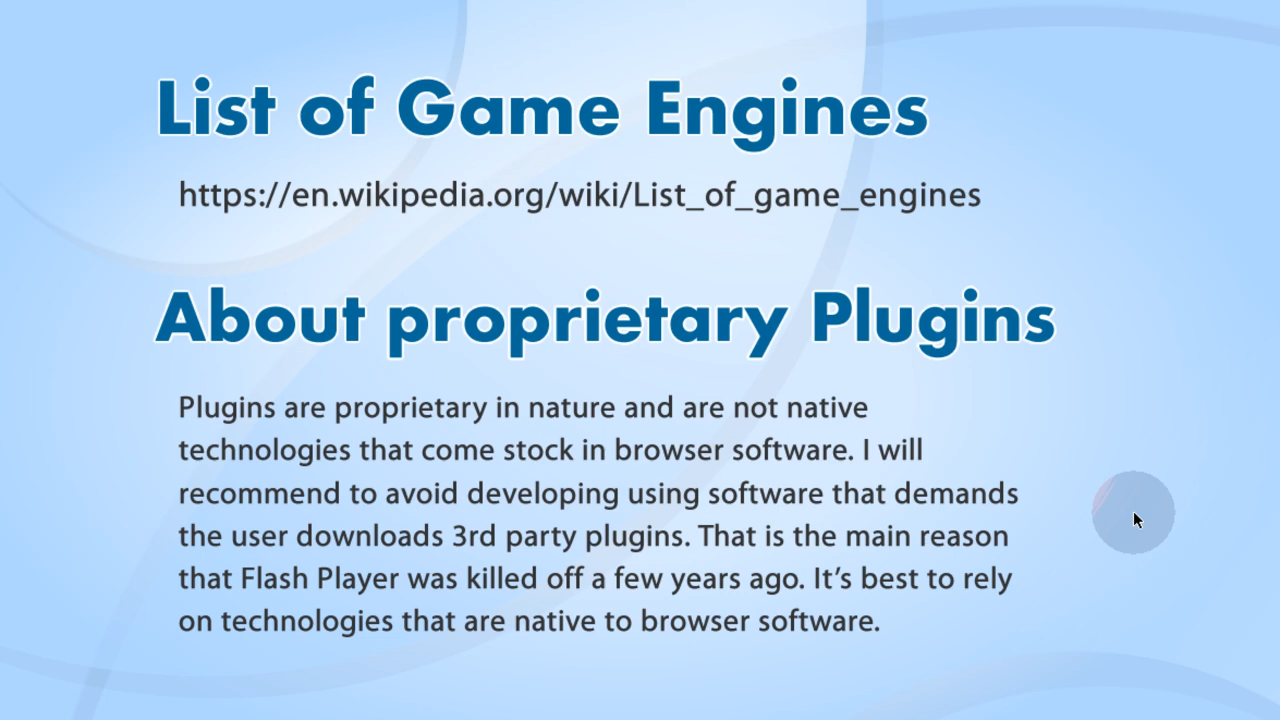 List of Game Engines
https://en.wikipedia.org/wiki/List_of_game_engines
About proprietary Plugins
Plugins are proprietary in nature and are not native
technologies that come stock in browser software. I will
recommend to avoid developing using software that demands
the user downloads 3rd party plugins. That is the main reason
that Flash Player was killed off a few years ago. It’s best to rely
on technologies that are native to browser software.